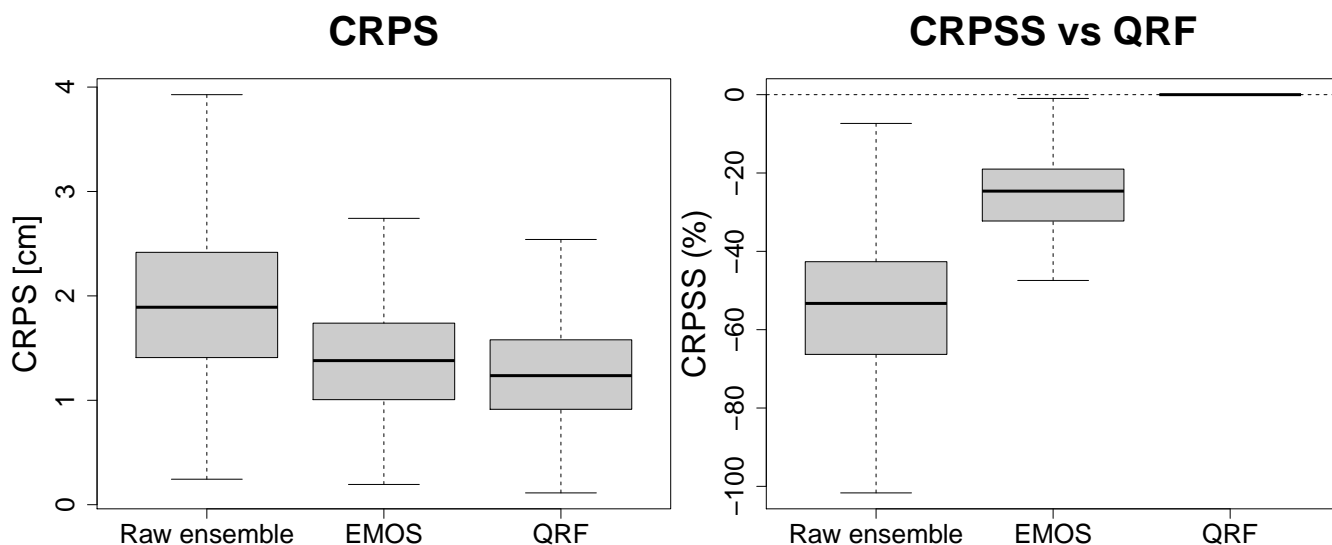 CRPS
CRPS [cm]
4
3
2
1
0
Raw ensemble EMOS QRF
CRPSS vs QRF
CRPSS (%)
0
−20
−40
−60
−80
−100
Raw ensemble EMOS QRF